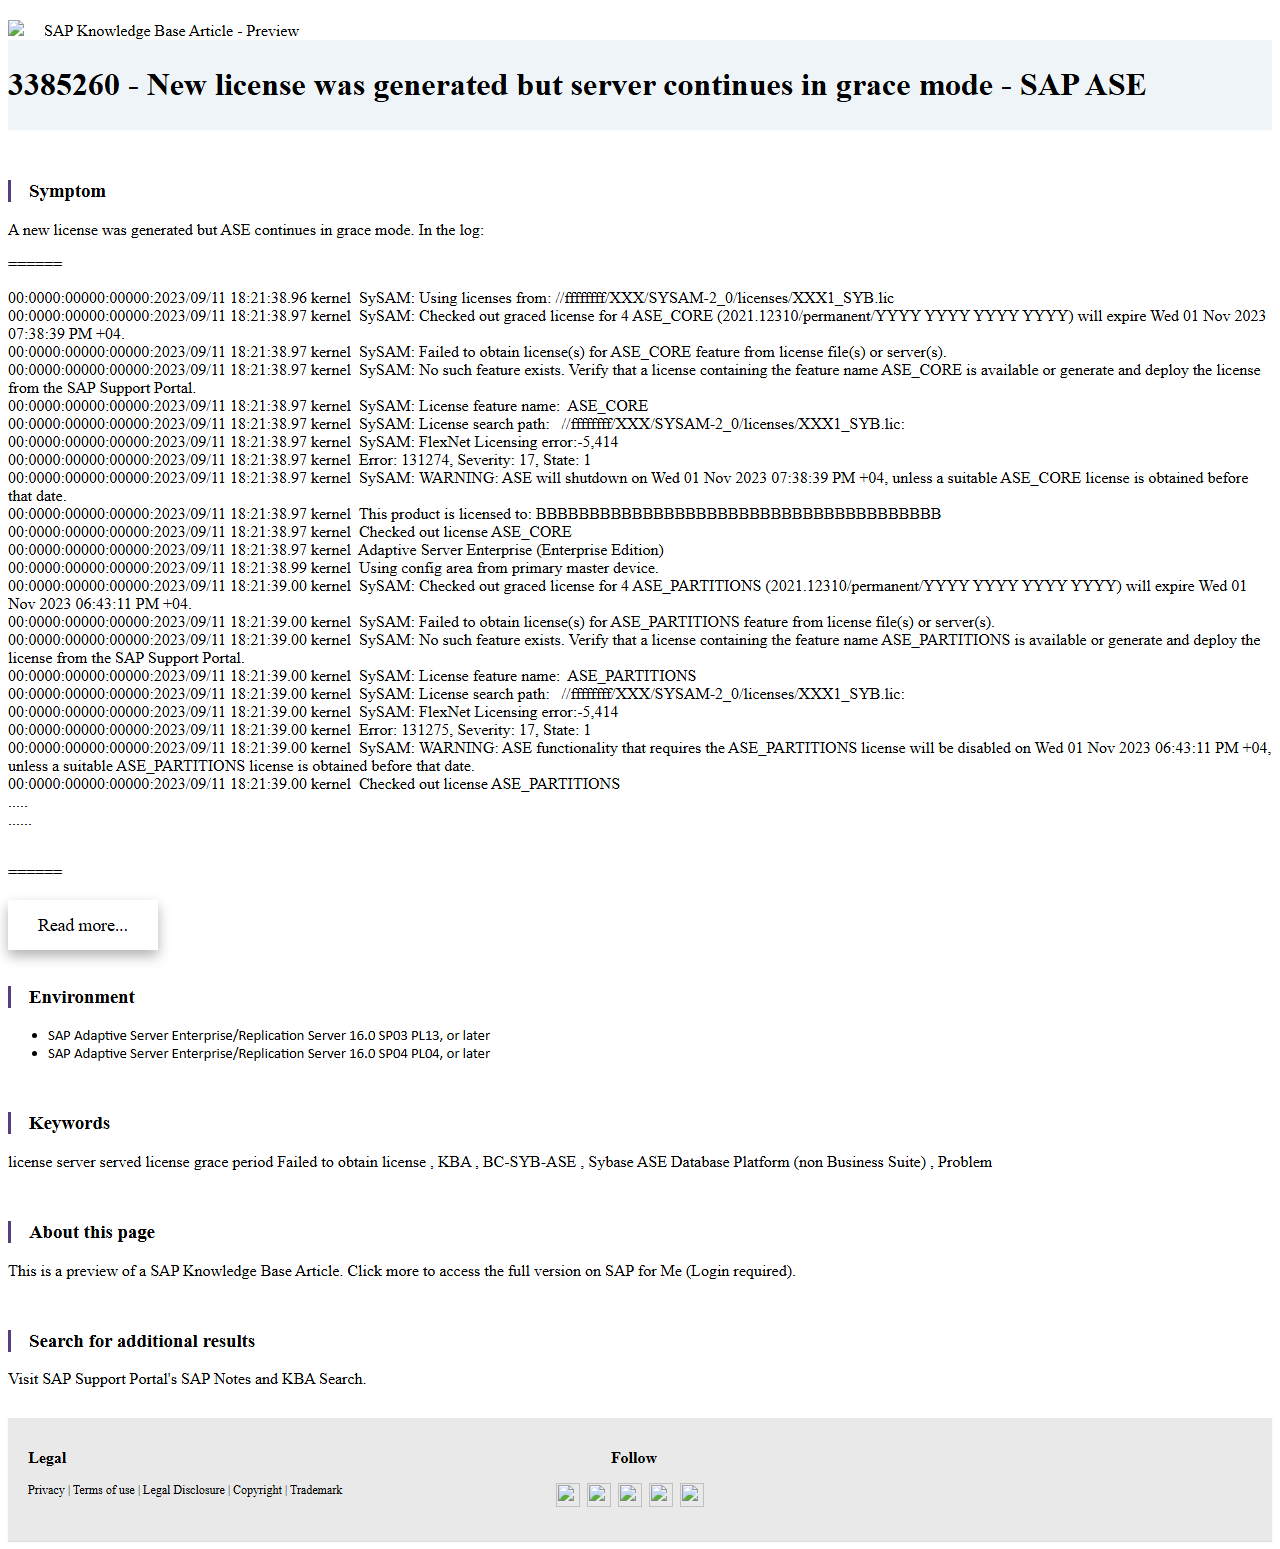 SAP Knowledge Base Article - Preview
3385260 - New license was generated but server continues in grace mode - SAP ASE
Symptom
A new license was generated but ASE continues in grace mode. In the log:
======
00:0000:00000:00000:2023/09/11 18:21:38.96 kernel  SySAM: Using licenses from: //ffffffff/XXX/SYSAM-2_0/licenses/XXX1_SYB.lic
00:0000:00000:00000:2023/09/11 18:21:38.97 kernel  SySAM: Checked out graced license for 4 ASE_CORE (2021.12310/permanent/YYYY YYYY YYYY YYYY) will expire Wed 01 Nov 2023
07:38:39 PM +04.
00:0000:00000:00000:2023/09/11 18:21:38.97 kernel  SySAM: Failed to obtain license(s) for ASE_CORE feature from license file(s) or server(s).
00:0000:00000:00000:2023/09/11 18:21:38.97 kernel  SySAM: No such feature exists. Verify that a license containing the feature name ASE_CORE is available or generate and deploy the license
from the SAP Support Portal.
00:0000:00000:00000:2023/09/11 18:21:38.97 kernel  SySAM: License feature name:  ASE_CORE
00:0000:00000:00000:2023/09/11 18:21:38.97 kernel  SySAM: License search path:   //ffffffff/XXX/SYSAM-2_0/licenses/XXX1_SYB.lic:
00:0000:00000:00000:2023/09/11 18:21:38.97 kernel  SySAM: FlexNet Licensing error:-5,414
00:0000:00000:00000:2023/09/11 18:21:38.97 kernel  Error: 131274, Severity: 17, State: 1
00:0000:00000:00000:2023/09/11 18:21:38.97 kernel  SySAM: WARNING: ASE will shutdown on Wed 01 Nov 2023 07:38:39 PM +04, unless a suitable ASE_CORE license is obtained before
that date.
00:0000:00000:00000:2023/09/11 18:21:38.97 kernel  This product is licensed to: BBBBBBBBBBBBBBBBBBBBBBBBBBBBBBBBBBBBBB
00:0000:00000:00000:2023/09/11 18:21:38.97 kernel  Checked out license ASE_CORE
00:0000:00000:00000:2023/09/11 18:21:38.97 kernel  Adaptive Server Enterprise (Enterprise Edition)
00:0000:00000:00000:2023/09/11 18:21:38.99 kernel  Using config area from primary master device.
00:0000:00000:00000:2023/09/11 18:21:39.00 kernel  SySAM: Checked out graced license for 4 ASE_PARTITIONS (2021.12310/permanent/YYYY YYYY YYYY YYYY) will expire Wed 01
Nov 2023 06:43:11 PM +04.
00:0000:00000:00000:2023/09/11 18:21:39.00 kernel  SySAM: Failed to obtain license(s) for ASE_PARTITIONS feature from license file(s) or server(s).
00:0000:00000:00000:2023/09/11 18:21:39.00 kernel  SySAM: No such feature exists. Verify that a license containing the feature name ASE_PARTITIONS is available or generate and deploy the
license from the SAP Support Portal.
00:0000:00000:00000:2023/09/11 18:21:39.00 kernel  SySAM: License feature name:  ASE_PARTITIONS
00:0000:00000:00000:2023/09/11 18:21:39.00 kernel  SySAM: License search path:   //ffffffff/XXX/SYSAM-2_0/licenses/XXX1_SYB.lic:
00:0000:00000:00000:2023/09/11 18:21:39.00 kernel  SySAM: FlexNet Licensing error:-5,414
00:0000:00000:00000:2023/09/11 18:21:39.00 kernel  Error: 131275, Severity: 17, State: 1
00:0000:00000:00000:2023/09/11 18:21:39.00 kernel  SySAM: WARNING: ASE functionality that requires the ASE_PARTITIONS license will be disabled on Wed 01 Nov 2023 06:43:11 PM +04,
unless a suitable ASE_PARTITIONS license is obtained before that date.
00:0000:00000:00000:2023/09/11 18:21:39.00 kernel  Checked out license ASE_PARTITIONS
.....
......
======
Read more...
Environment
• SAP Adaptive Server Enterprise/Replication Server 16.0 SP03 PL13, or later
• SAP Adaptive Server Enterprise/Replication Server 16.0 SP04 PL04, or later
Keywords
license server served license grace period Failed to obtain license , KBA , BC-SYB-ASE , Sybase ASE Database Platform (non Business Suite) , Problem
About this page
This is a preview of a SAP Knowledge Base Article. Click more to access the full version on SAP for Me (Login required).
Search for additional results
Visit SAP Support Portal's SAP Notes and KBA Search.
Legal
Privacy | Terms of use | Legal Disclosure | Copyright | Trademark
Follow